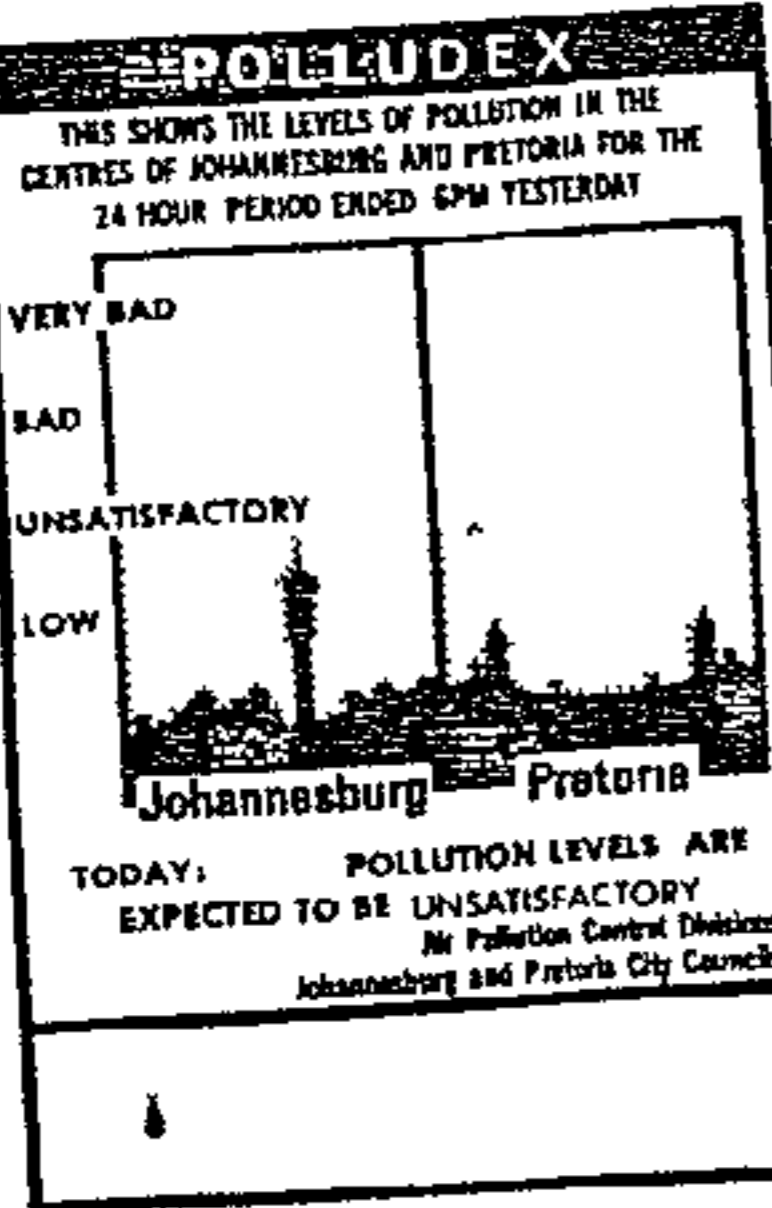 POLLUDEX
THIS SHOWS THE LEVELS OF POLLUTION IN THE
CENTRES OF JOHANNESBURG AND PRETORIA FOR THE
24 HOUR PERIOD ENDED 6PM YESTERDAY
VERY BAD
BAD
UNSATISFACTORY
LOW
Johannesburg
Pretoria
TODAY: POLLUTION LEVELS ARE
EXPECTED TO BE UNSATISFACTORY
Air Pollution Control Divisions
Johannesburg and Pretoria City Councils